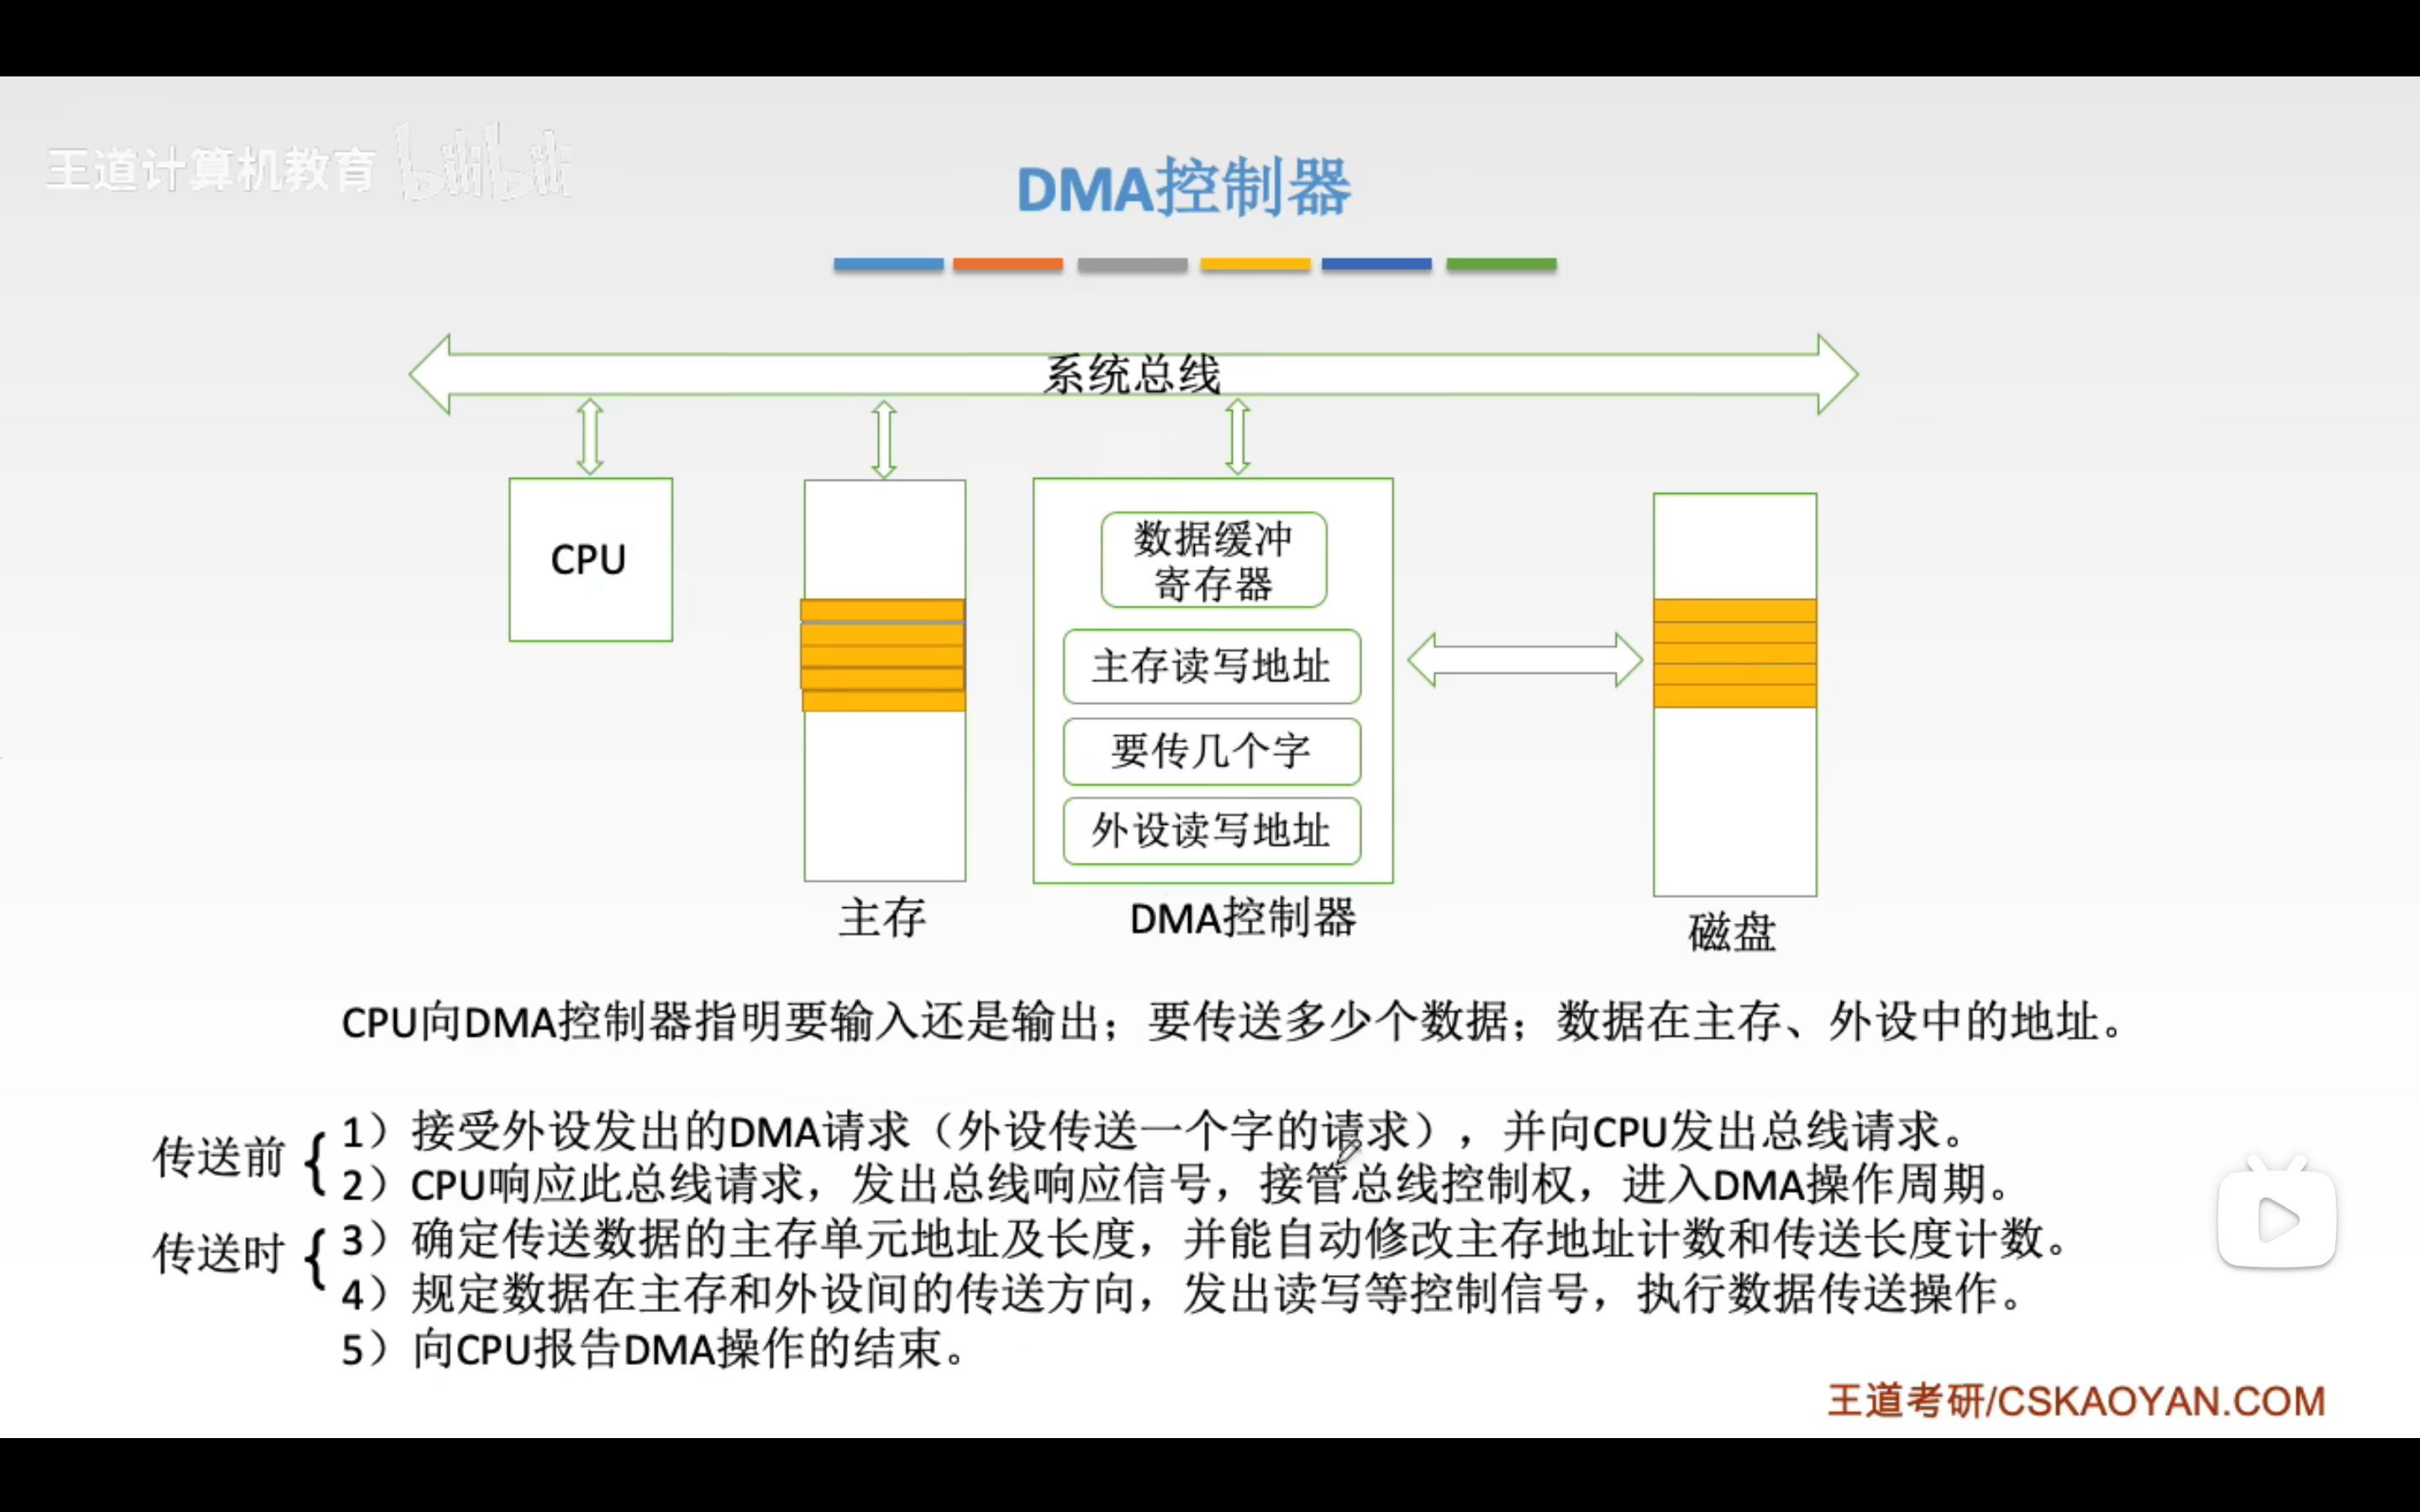 王道计算机教育 bilibili
DMA控制器
系统总线
CPU
数据缓冲
寄存器
主存读写地址
要传几个字
外设读写地址
主存
DMA控制器
磁盘
CPU向DMA控制器指明要输入还是输出；要传送多少个数据；数据在主存、外设中的地址。
传送前
1）接受外设发出的DMA请求（外设传送一个字的请求），并向CPU发出总线请求。
2）CPU响应此总线请求，发出总线响应信号，接管总线控制权，进入DMA操作周期。
传送时
3）确定传送数据的主存单元地址及长度，并能自动修改主存地址计数和传送长度计数。
4）规定数据在主存和外设间的传送方向，发出读写等控制信号，执行数据传送操作。
5）向CPU报告DMA操作的结束。
王道考研/CSKAOYAN.COM